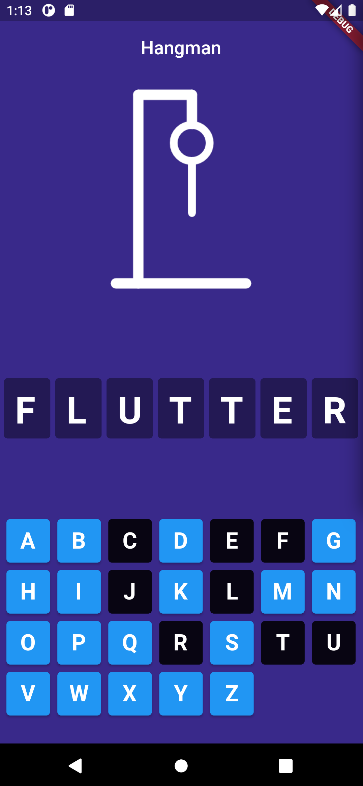 1:13
DEBUG
Hangman
F L U T T E R
A B C D E F G
H I J K L M N
O P Q R S T U
V W X Y Z